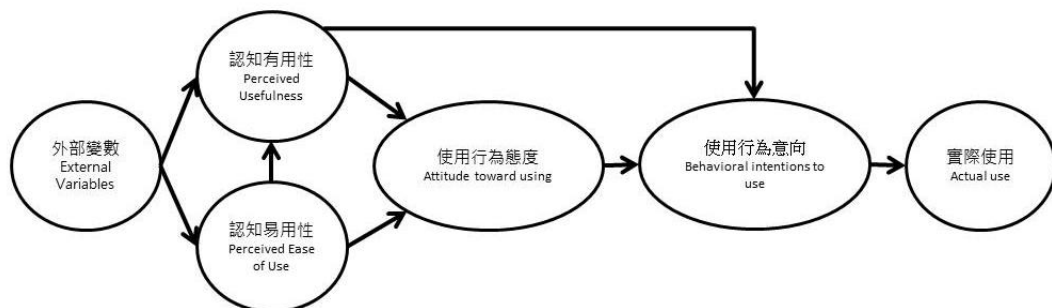 外部變數
External
Variables
認知有用性
Perceived
Usefulness
認知易用性
Perceived Ease
of Use
使用行為態度
Attitude toward using
使用行為意向
Behavioral intentions to
use
實際使用
Actual use